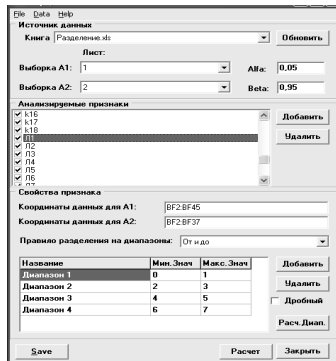 File Data Help
Источник данных
Книга Разделение.xls Обновить
Лист:
Выборка А1: 1 Alfa: 0,05
Выборка А2: 2 Beta: 0,95
Анализируемые признаки
k16
k17
k18
Л1
Л2
Л3
Л4
Л5
Л6
Л7
Добавить
Удалить
Свойства признака
Координаты данных для А1: BF2:BF45
Координаты данных для А2: BF2:BF37
Правило разделения на диапазоны: От и до
Название Мин.Знач Макс.Знач
Диапазон 1 0 1
Диапазон 2 2 3
Диапазон 3 4 5
Диапазон 4 6 7
Добавить
Удалить
Дробный
Расч.Диап.
Save Расчет Закрыть